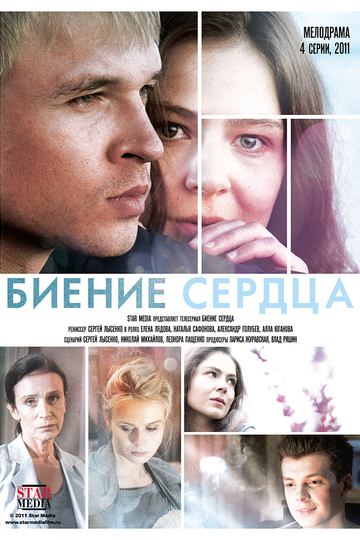 МЕЛОДРАМА
4 СЕРИИ, 2011
БИЕНИЕ СЕРДЦА
STAR MEDIA ПРЕДСТАВЛЯЕТ ТЕЛЕСЕРИАЛ БИЕНИЕ СЕРДЦА
РЕЖИССЕР СЕРГЕЙ ЛЫСЕНКО В РОЛЯХ ЕЛЕНА ЛЯДОВА, НАТАЛЬЯ САФОНОВА, АЛЕКСАНДР ГОЛУБЕВ, АЛЛА ЮГАНОВА
СЦЕНАРИЙ СЕРГЕЙ ЛЫСЕНКО, НИКОЛАЙ МИХАЙЛОВ, ЛЕОНОРА ПАЩЕНКО ПРОДЮСЕРЫ ЛАРИСА ЖУРАВСКАЯ, ВЛАД РЯШИН
STAR
MEDIA
© 2011 Star Media
www.starmediafilm.ru